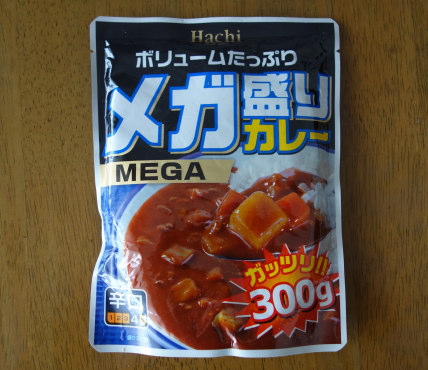 Hachi
ボリュームたっぷり
メガ盛り
カレー
MEGA
ガッツリ!!
300g
辛口
4